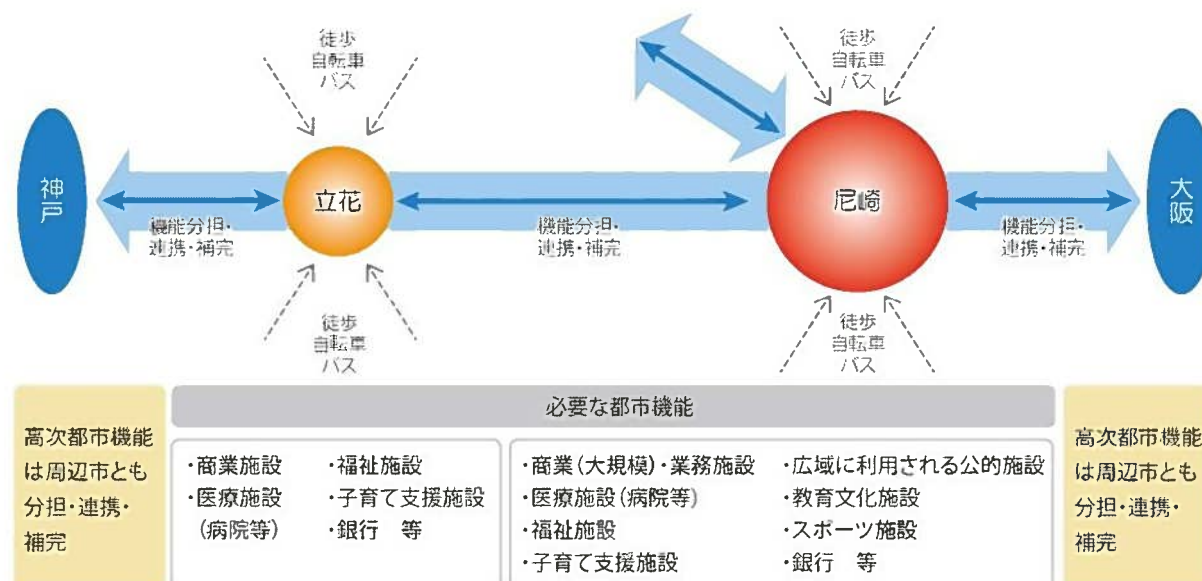 徒歩
自転車
バス
徒歩
自転車
バス
神戸
立花
尼崎
大阪
機能分担・
連携・補完
機能分担・
連携・補完
機能分担・
連携・補完
徒歩
自転車
バス
徒歩
自転車
バス
必要な都市機能
高次都市機能
は周辺市とも
分担・連携・
補完
・商業施設
・医療施設
(病院等)
・福祉施設
・子育て支援施設
・銀行 等
・商業(大規模)・業務施設
・医療施設(病院等)
・福祉施設
・子育て支援施設
・広域に利用される公的施設
・教育文化施設
・スポーツ施設
・銀行 等
高次都市機能
は周辺市とも
分担・連携・
補完